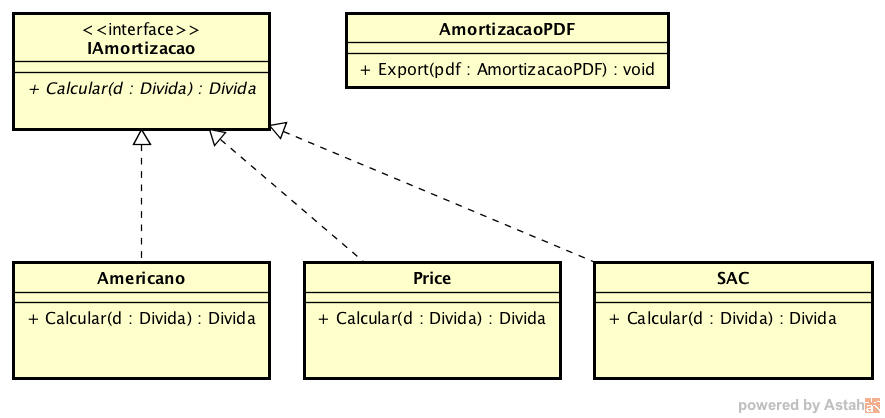 <<interface>>
IAmortizacao
+ Calcular(d : Divida) : Divida
AmortizacaoPDF
+ Export(pdf : AmortizacaoPDF) : void
Americano
+ Calcular(d : Divida) : Divida
Price
+ Calcular(d : Divida) : Divida
SAC
+ Calcular(d : Divida) : Divida
powered by Astah